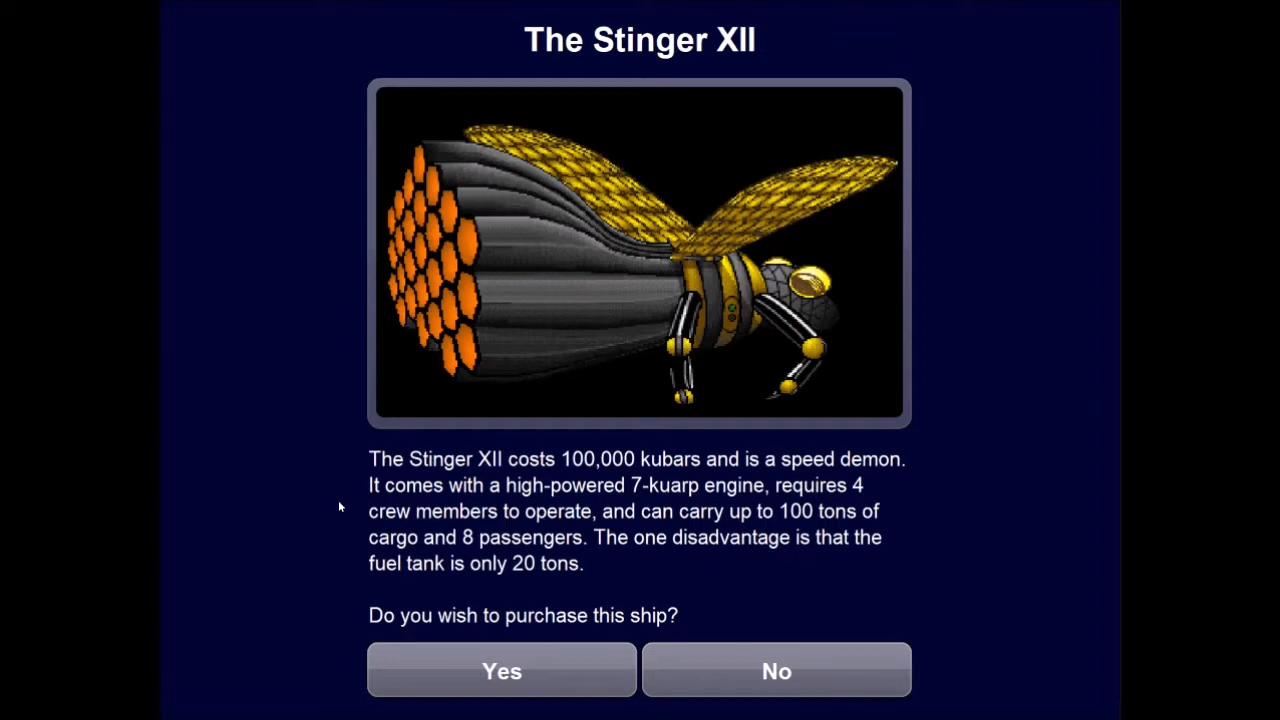 The Stinger XII
The Stinger XII costs 100,000 kubars and is a speed demon.
It comes with a high-powered 7-kuarp engine, requires 4
crew members to operate, and can carry up to 100 tons of
cargo and 8 passengers. The one disadvantage is that the
fuel tank is only 20 tons.
Do you wish to purchase this ship?
Yes
No